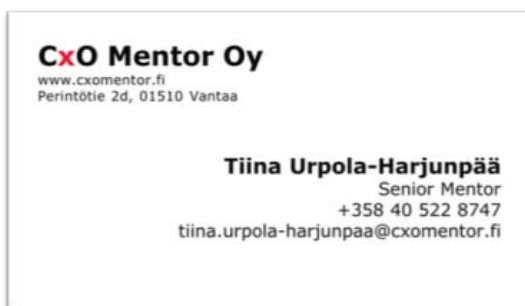 CxO Mentor Oy
www.cxomentor.fi
Perintötie 2d, 01510 Vantaa
Tiina Urpola-Harjunpää
Senior Mentor
+358 40 522 8747
tiina.urpola-harjunpaa@cxomentor.fi